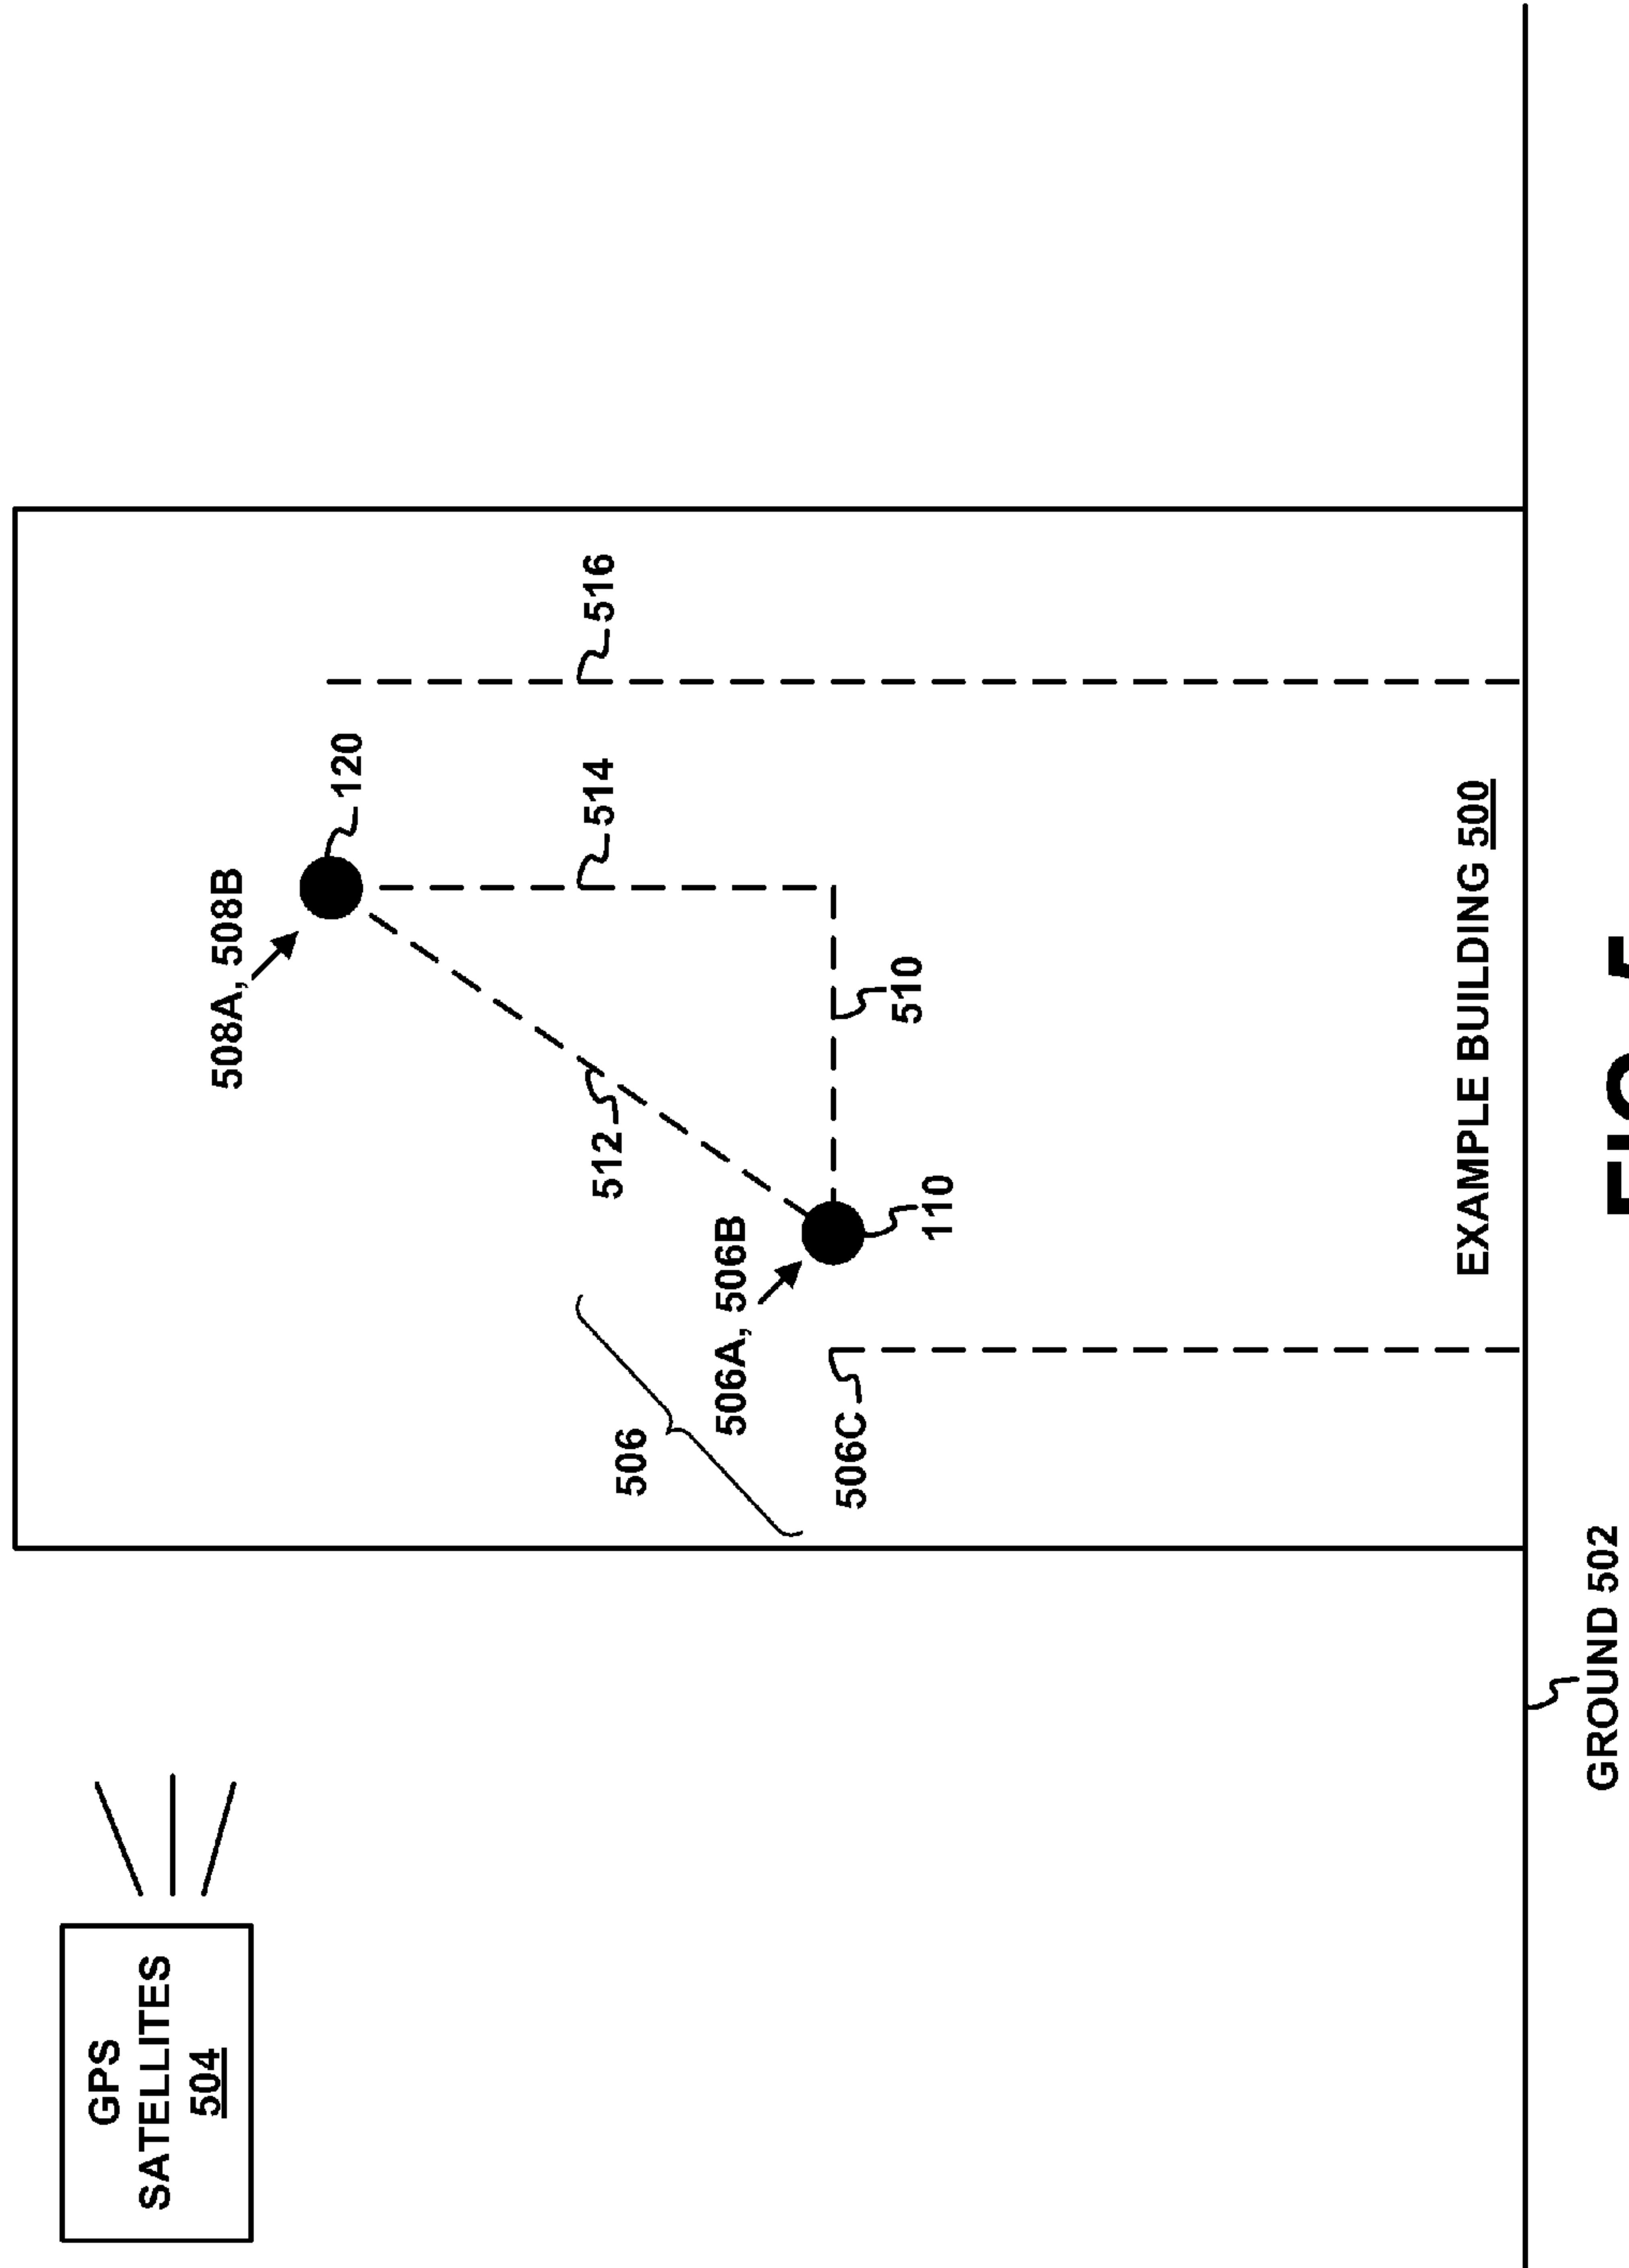 GPS
SATELLITES
504
508A, 508B
120
512
514
516
506
506A, 506B
506C
510
110
EXAMPLE BUILDING 500
GROUND 502